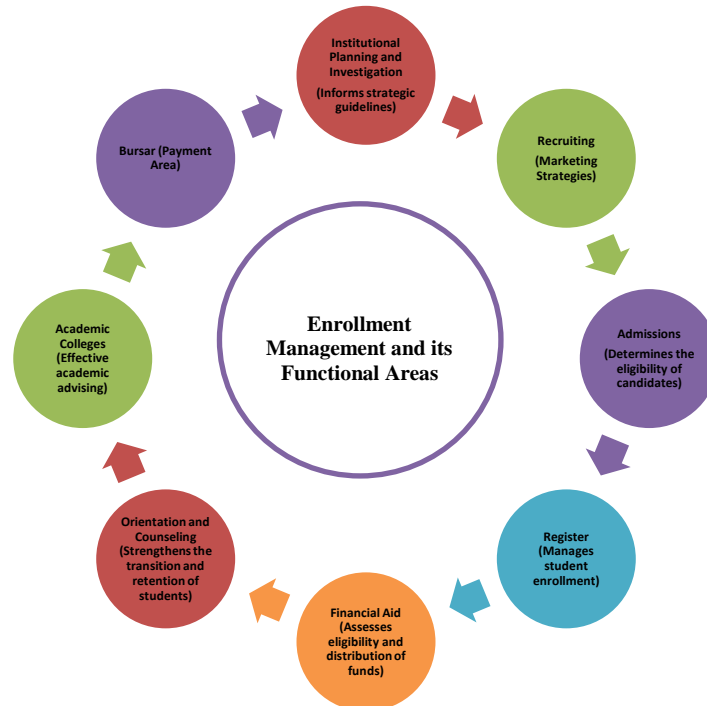 Institutional
Planning and
Investigation
(Informs strategic
guidelines)
Recruiting
(Marketing
Strategies)
Admissions
(Determines the
eligibility of
candidates)
Register
(Manages
student
enrollment)
Financial Aid
(Assesses
eligibility and
distribution of
funds)
Orientation and
Counseling
(Strengthens the
transition and
retention of
students)
Academic
Colleges
(Effective
academic
advising)
Bursar (Payment
Area)
Enrollment
Management and its
Functional Areas